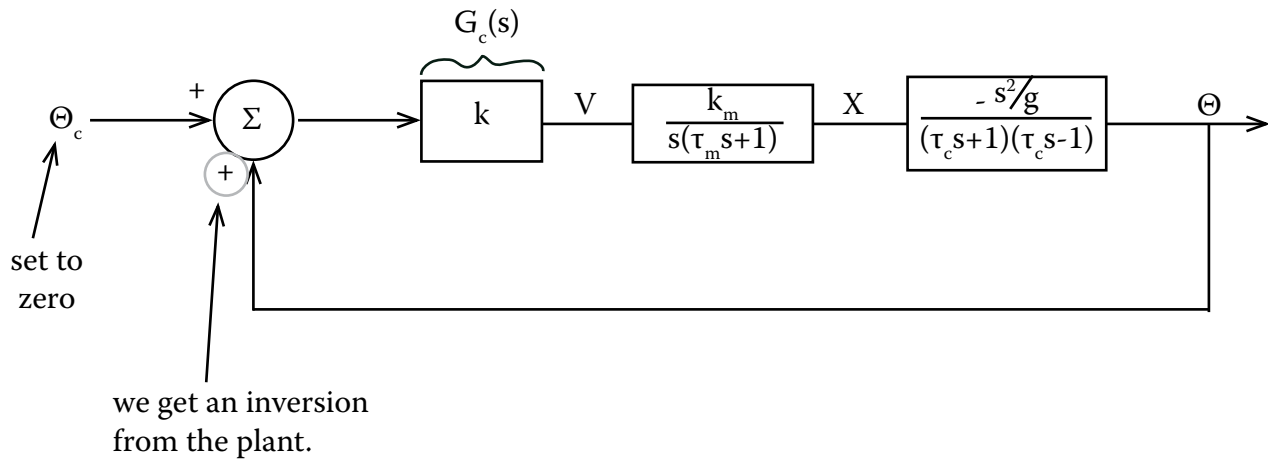 G_c(s)
+
Θ_c
Σ
k
V
k_m
s(τ_m s+1)
X
- s²/g
(τ_c s+1)(τ_c s-1)
Θ
+
set to
zero
we get an inversion
from the plant.